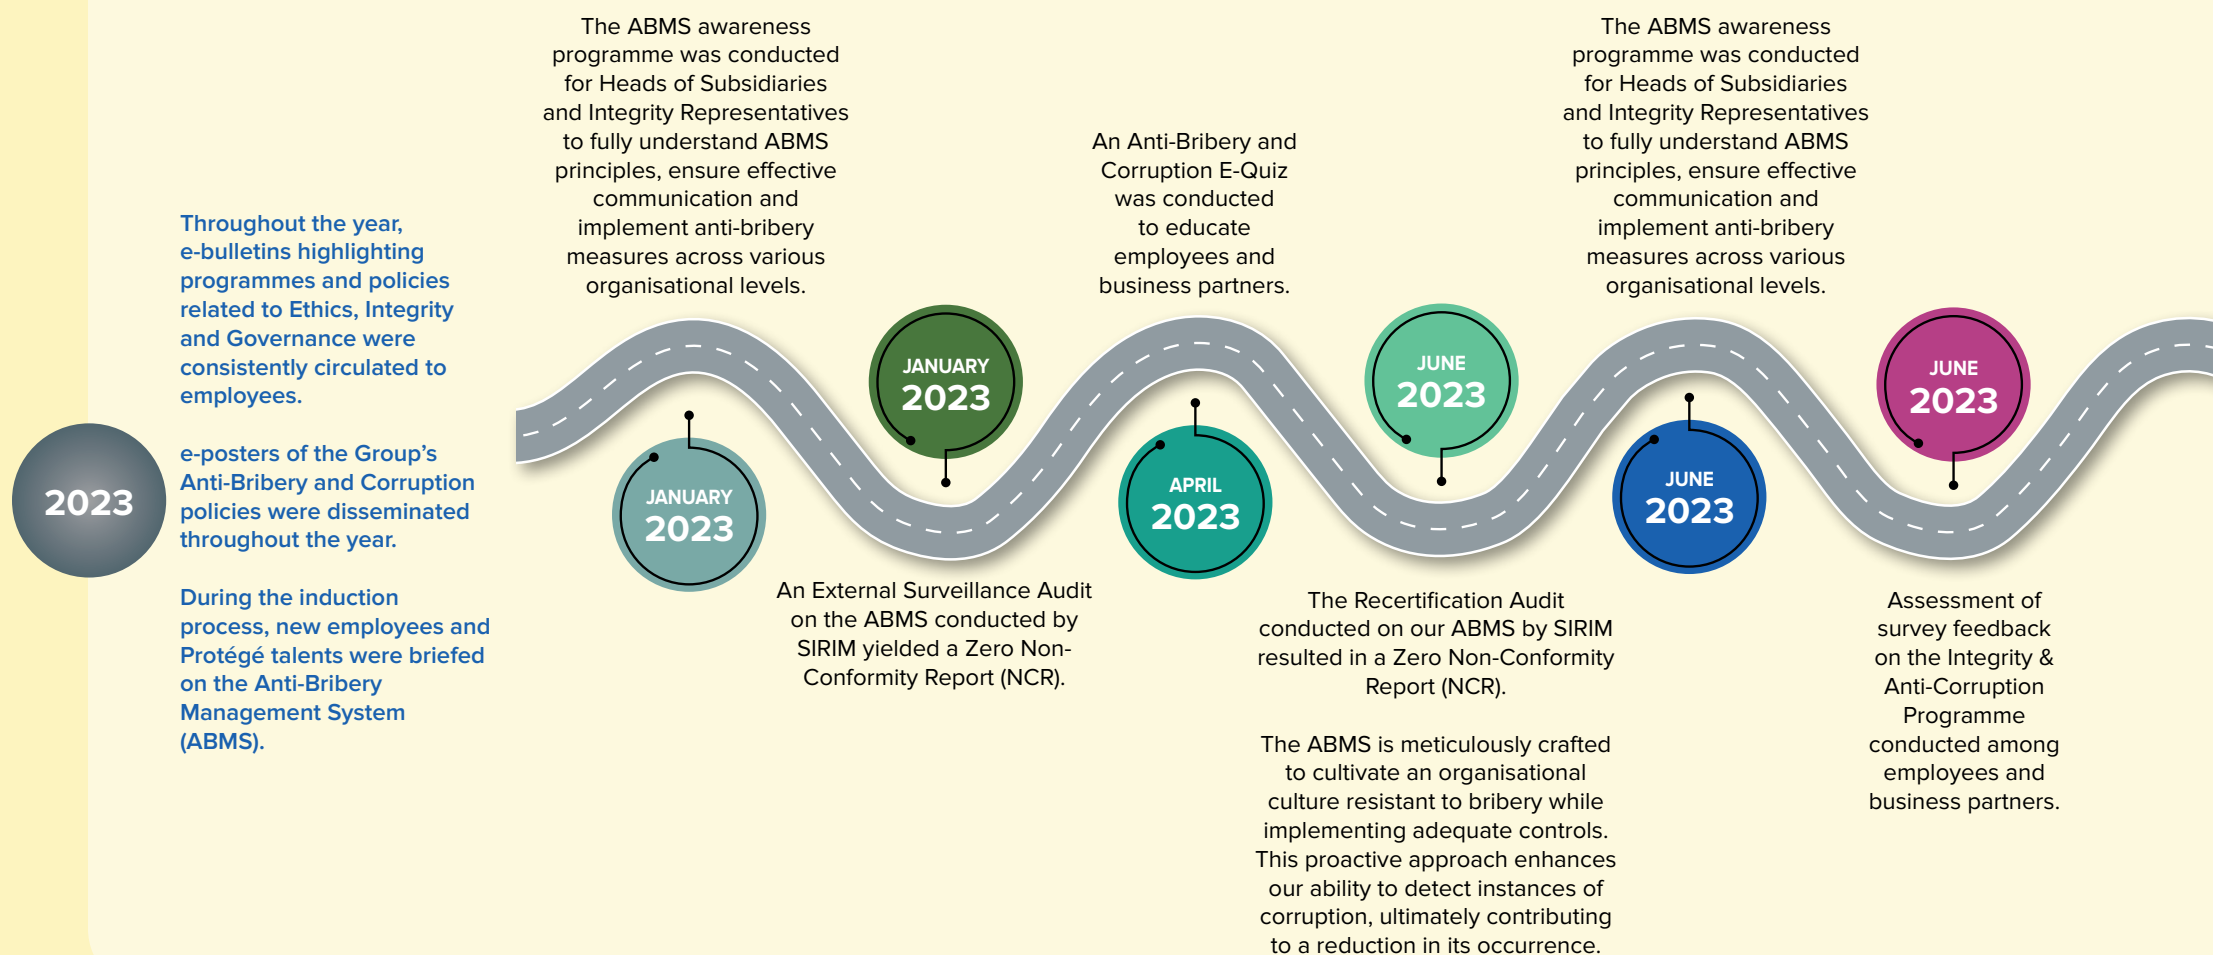 2023
Throughout the year,
e-bulletins highlighting
programmes and policies
related to Ethics, Integrity
and Governance were
consistently circulated to
employees.
e-posters of the Group’s
Anti-Bribery and Corruption
policies were disseminated
throughout the year.
During the induction
process, new employees and
Protégé talents were briefed
on the Anti-Bribery
Management System
(ABMS).
The ABMS awareness
programme was conducted
for Heads of Subsidiaries
and Integrity Representatives
to fully understand ABMS
principles, ensure effective
communication and
implement anti-bribery
measures across various
organisational levels.
JANUARY
2023
JANUARY
2023
An External Surveillance Audit
on the ABMS conducted by
SIRIM yielded a Zero Non-
Conformity Report (NCR).
An Anti-Bribery and
Corruption E-Quiz
was conducted
to educate
employees and
business partners.
APRIL
2023
JUNE
2023
The Recertification Audit
conducted on our ABMS by SIRIM
resulted in a Zero Non-Conformity
Report (NCR).
The ABMS is meticulously crafted
to cultivate an organisational
culture resistant to bribery while
implementing adequate controls.
This proactive approach enhances
our ability to detect instances of
corruption, ultimately contributing
to a reduction in its occurrence.
The ABMS awareness
programme was conducted
for Heads of Subsidiaries
and Integrity Representatives
to fully understand ABMS
principles, ensure effective
communication and
implement anti-bribery
measures across various
organisational levels.
JUNE
2023
JUNE
2023
Assessment of
survey feedback
on the Integrity &
Anti-Corruption
Programme
conducted among
employees and
business partners.